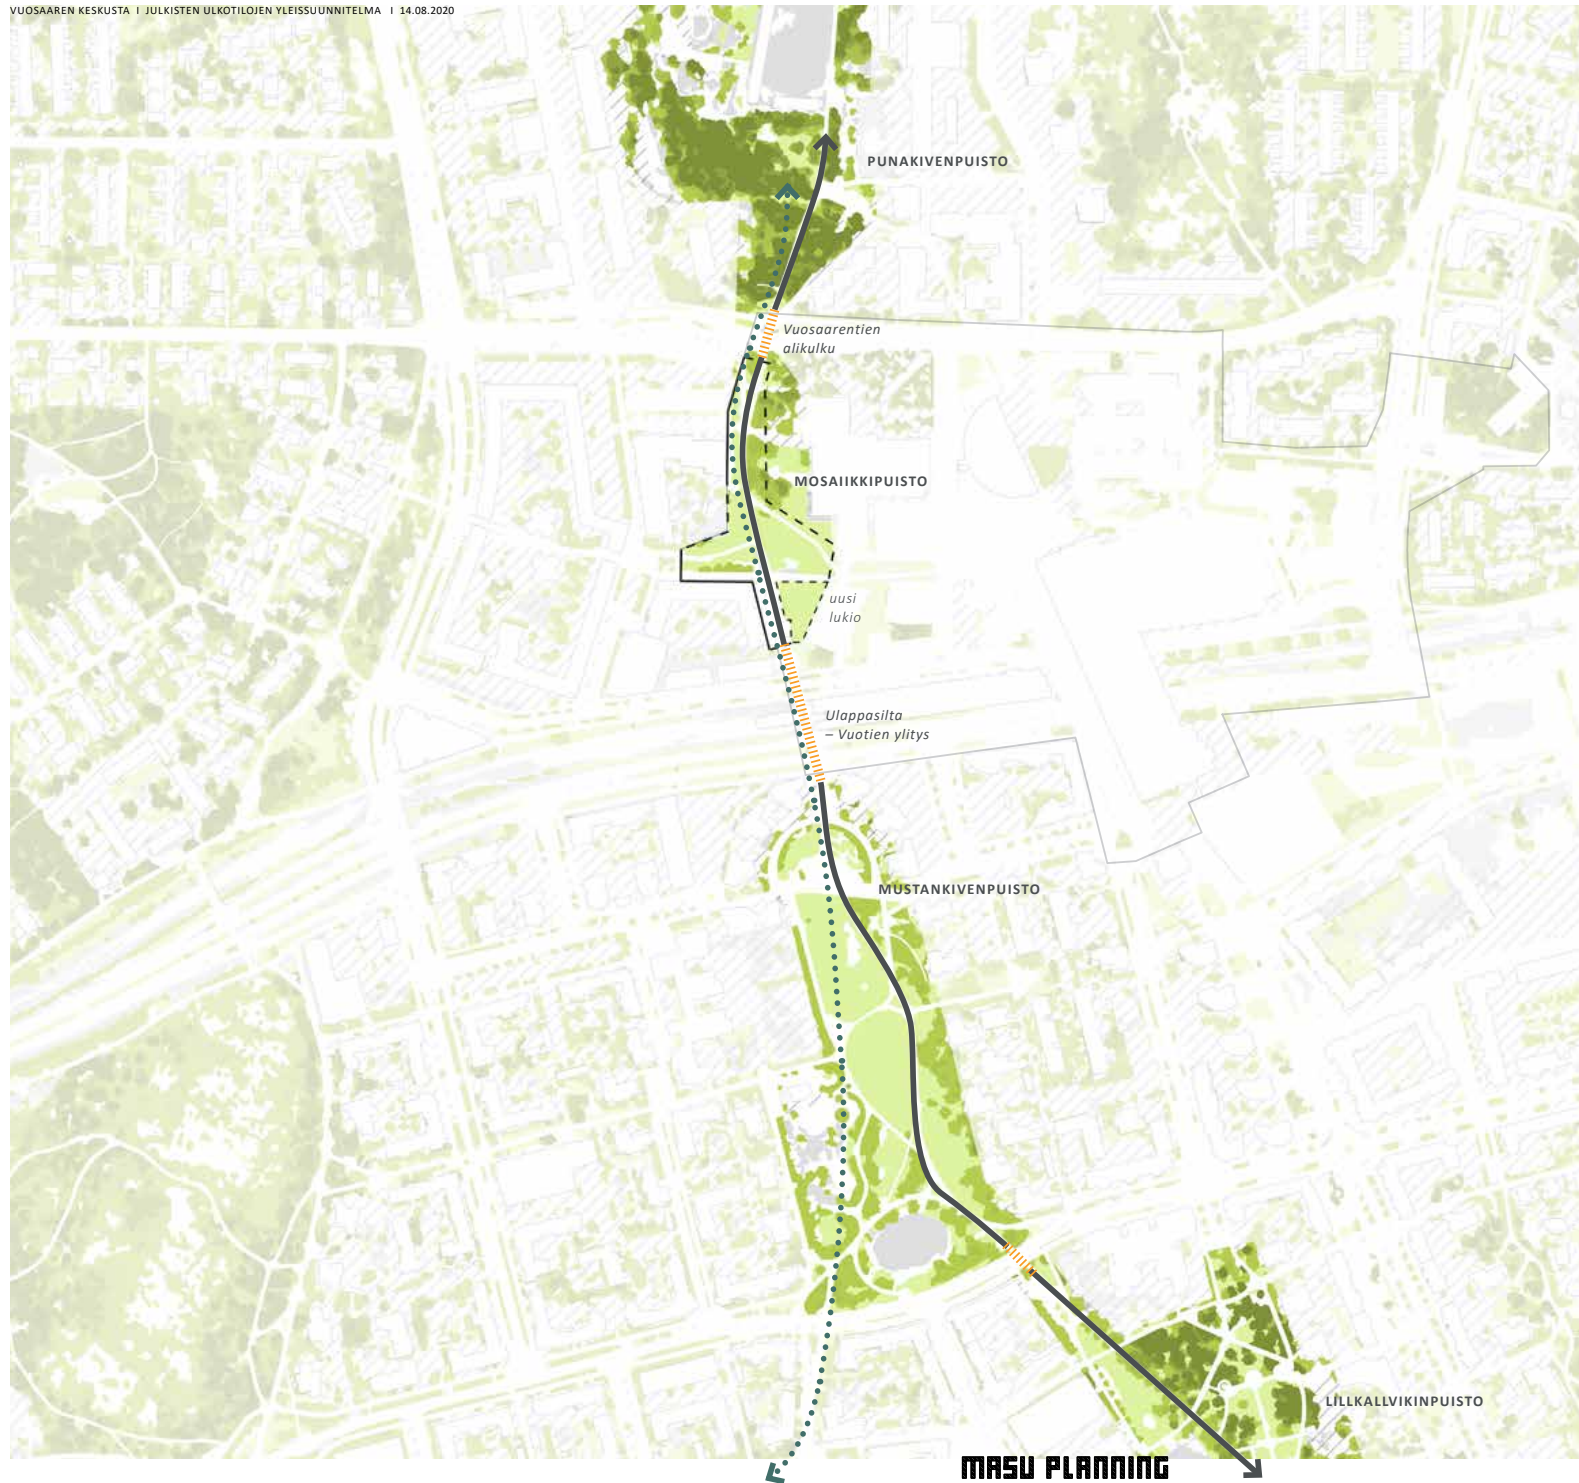 VUOSAAREN KESKUSTA I JULKISTEN ULKOTILOJEN YLEISSUUNNITELMA I 14.08.2020
PUNAKIVENPUISTO
Vuosaarentien
alikulku
MOSAIIKKIPUISTO
uusi
lukio
Ulappasilta
– Vuotien ylitys
MUSTANKIVENPUISTO
LILLKALLVIKINPUISTO
MASU PLANNING